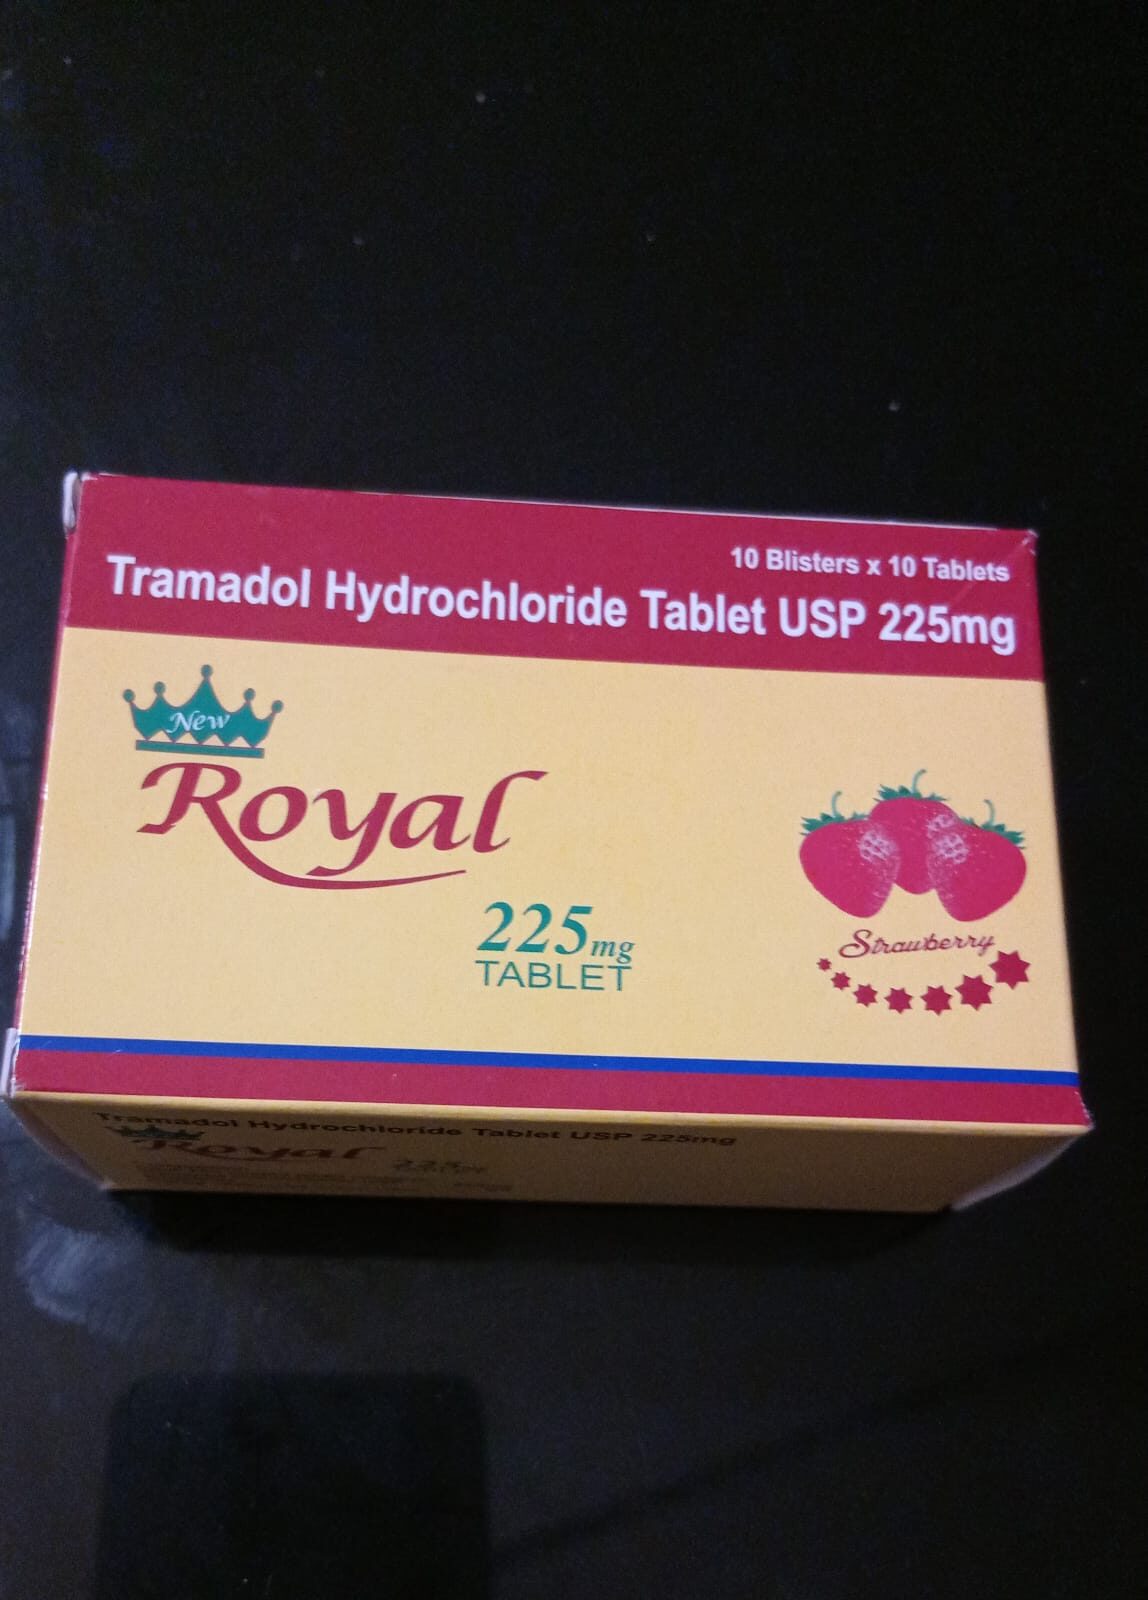 10 Blisters x 10 Tablets
Tramadol Hydrochloride Tablet USP 225mg
New
Royal
225mg
TABLET
Strawberry
Tramadol Hydrochloride Tablet USP 225mg
Royal